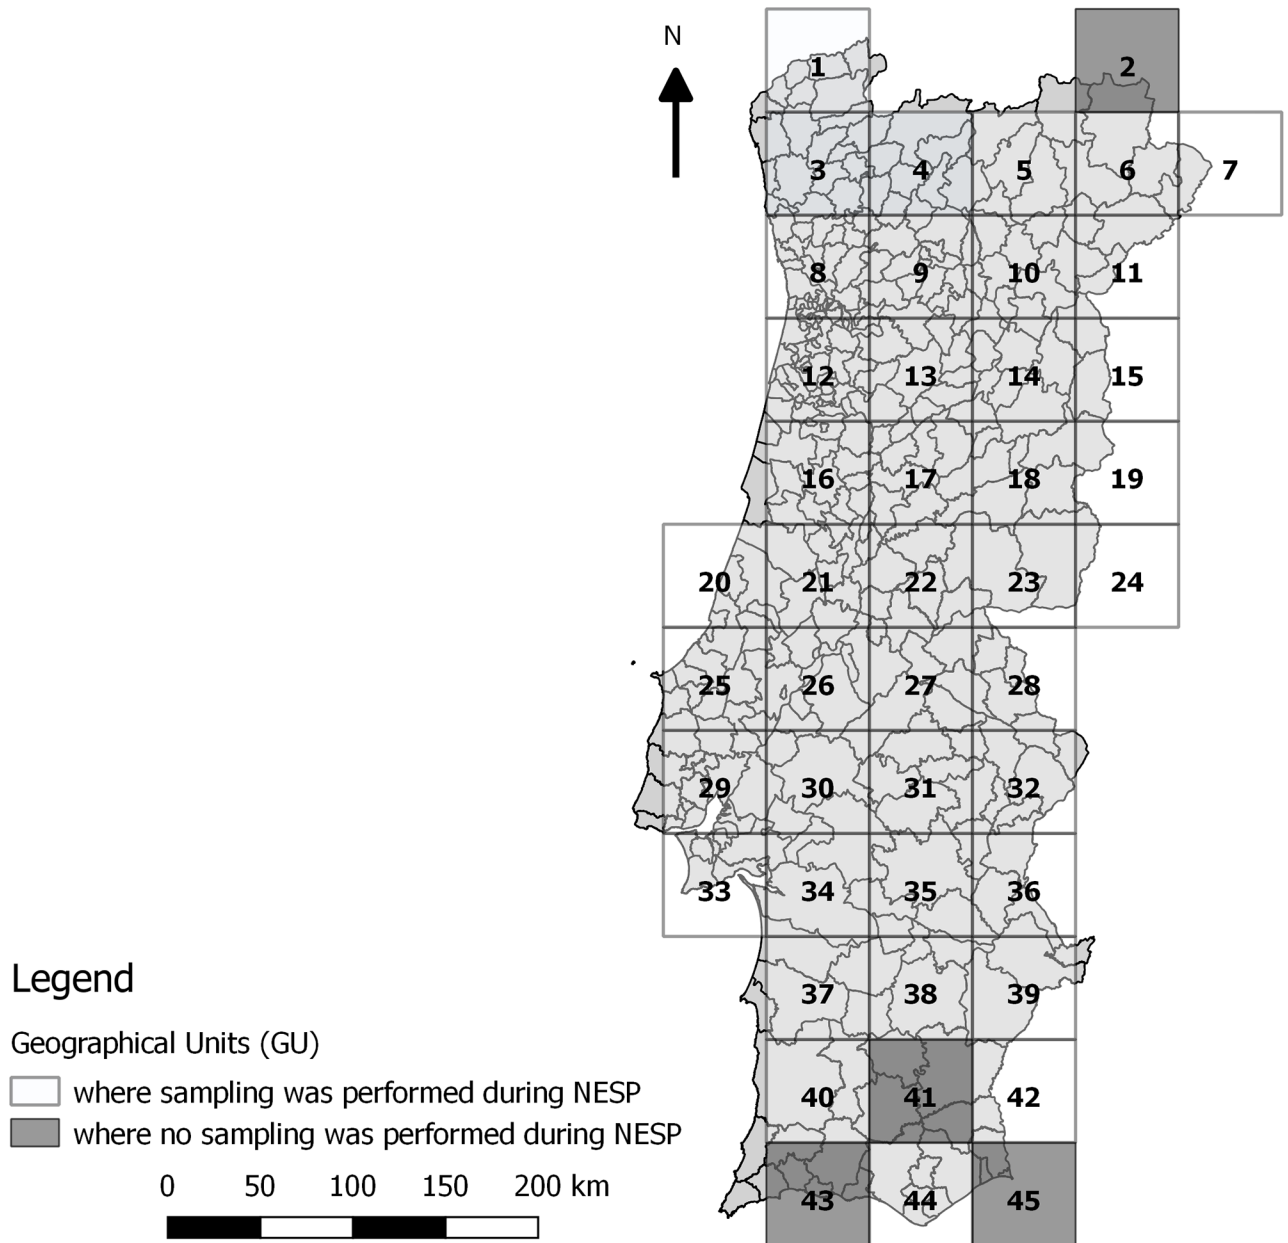 N
1 2
3 4 5 6 7
8 9 10 11
12 13 14 15
16 17 18 19
20 21 22 23 24
25 26 27 28
29 30 31 32
33 34 35 36
37 38 39
40 41 42
43 44 45
Legend
Geographical Units (GU)
where sampling was performed during NESP
where no sampling was performed during NESP
0 50 100 150 200 km